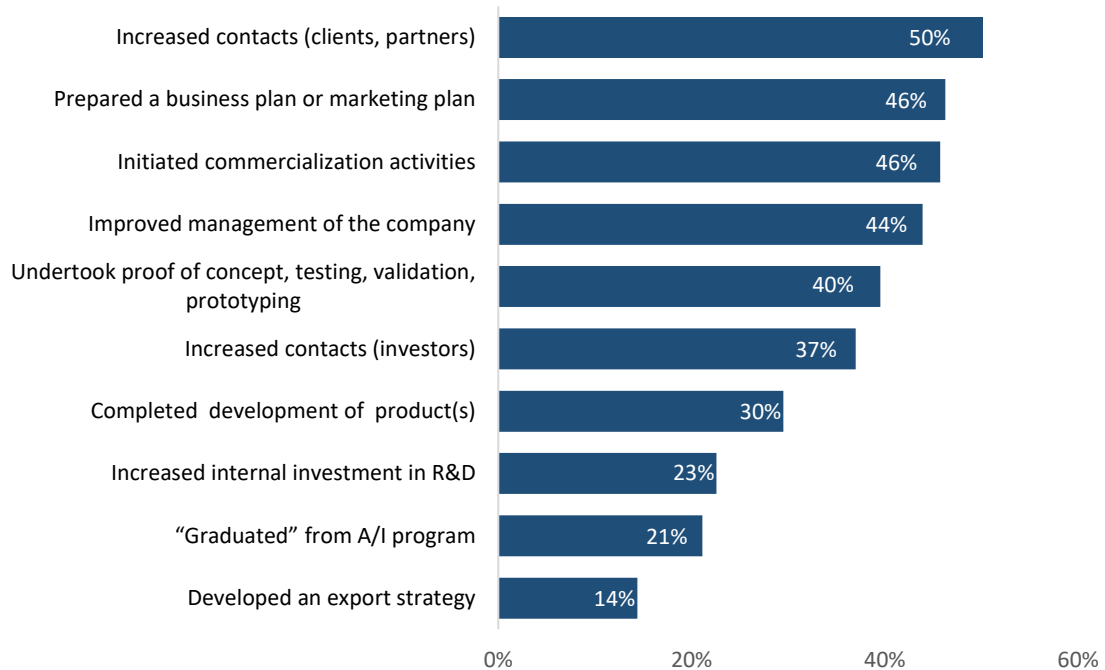 Increased contacts (clients, partners) 50%
Prepared a business plan or marketing plan 46%
Initiated commercialization activities 46%
Improved management of the company 44%
Undertook proof of concept, testing, validation,
prototyping 40%
Increased contacts (investors) 37%
Completed  development of  product(s) 30%
Increased internal investment in R&D 23%
“Graduated” from A/I program 21%
Developed an export strategy 14%
0% 20% 40% 60%